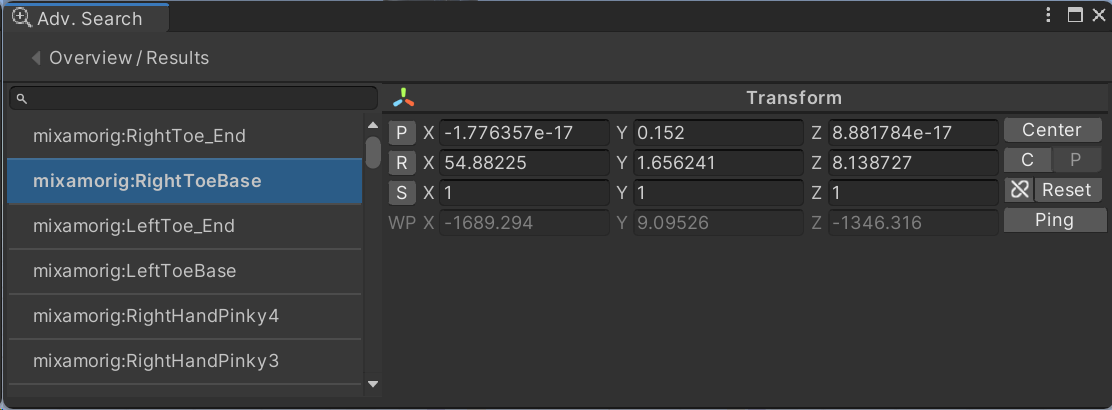 Adv. Search
Overview / Results
Transform
mixamorig:RightToe_End
mixamorig:RightToeBase
mixamorig:LeftToe_End
mixamorig:LeftToeBase
mixamorig:RightHandPinky4
mixamorig:RightHandPinky3
P X -1.776357e-17 Y 0.152 Z 8.881784e-17 Center
R X 54.88225 Y 1.656241 Z 8.138727 C P
S X 1 Y 1 Z 1 Reset
WP X -1689.294 Y 9.09526 Z -1346.316 Ping